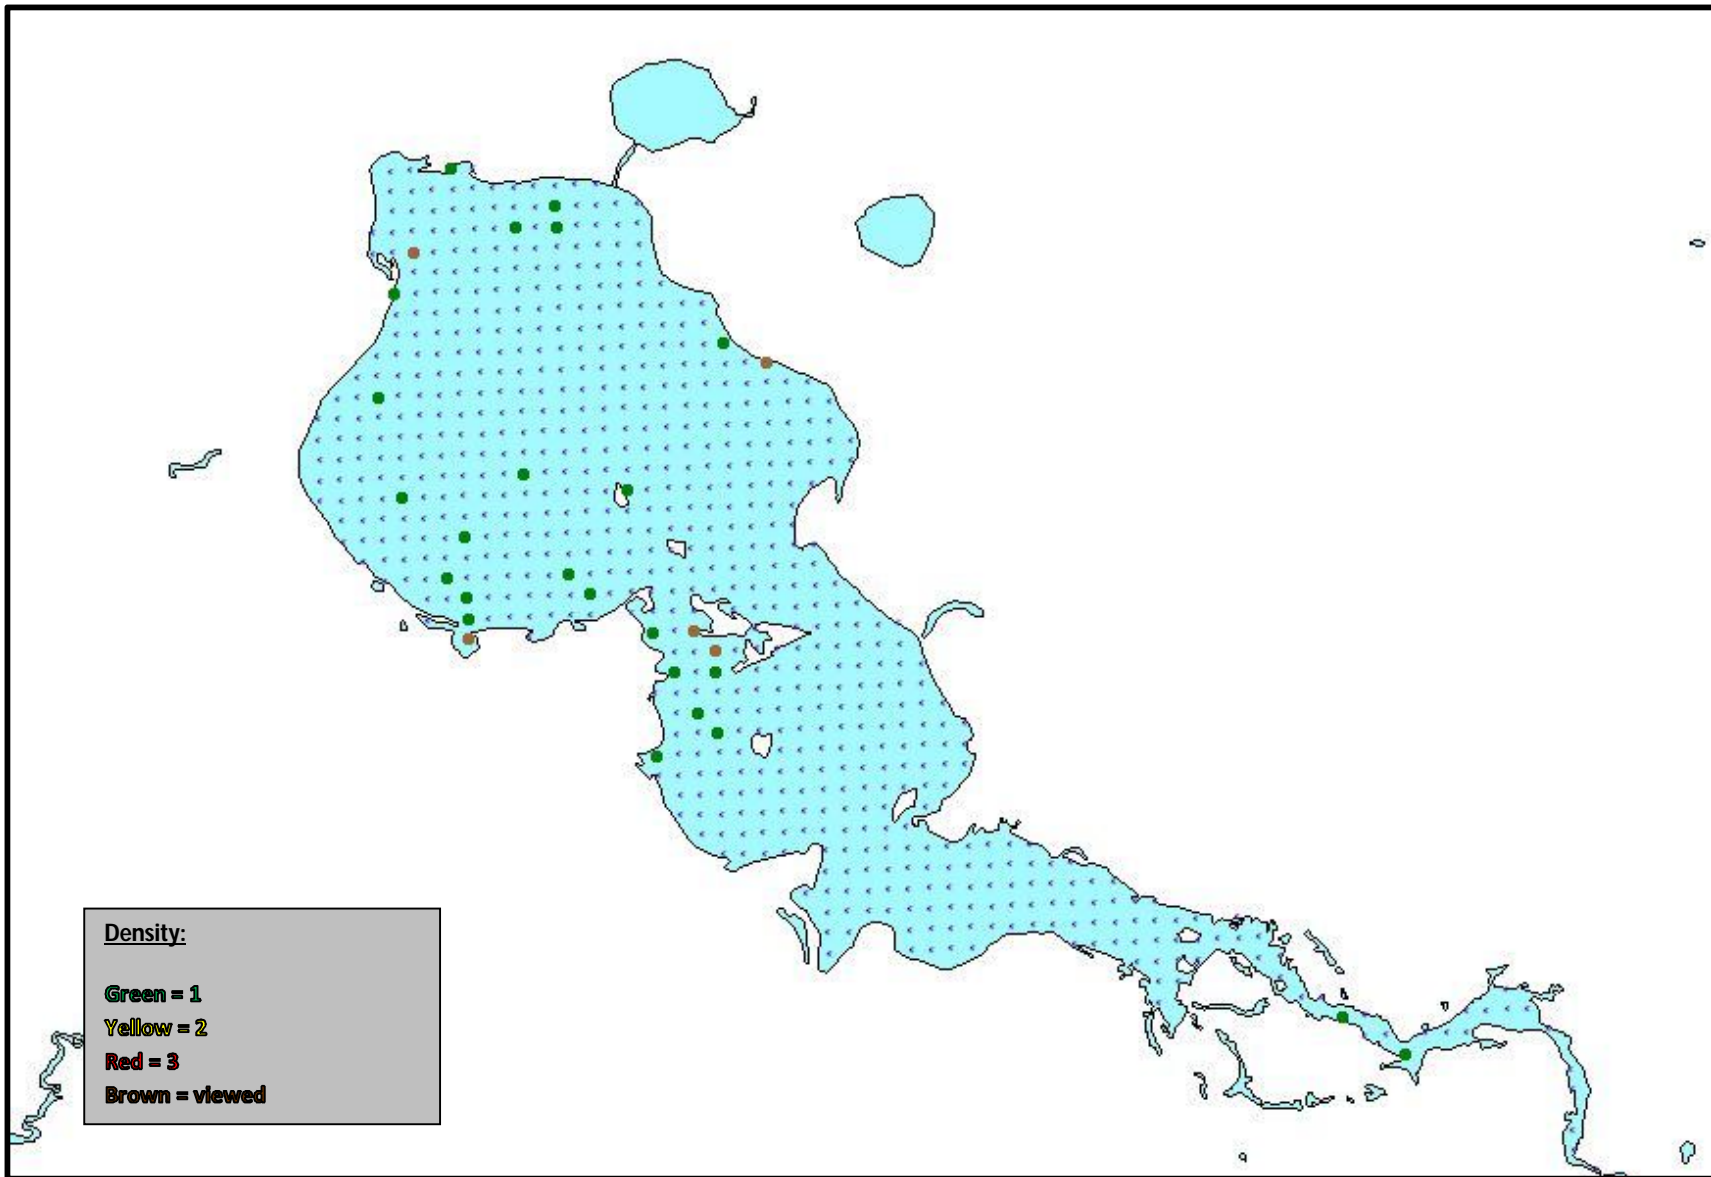 Density:
Green = 1
Yellow = 2
Red = 3
Brown = viewed